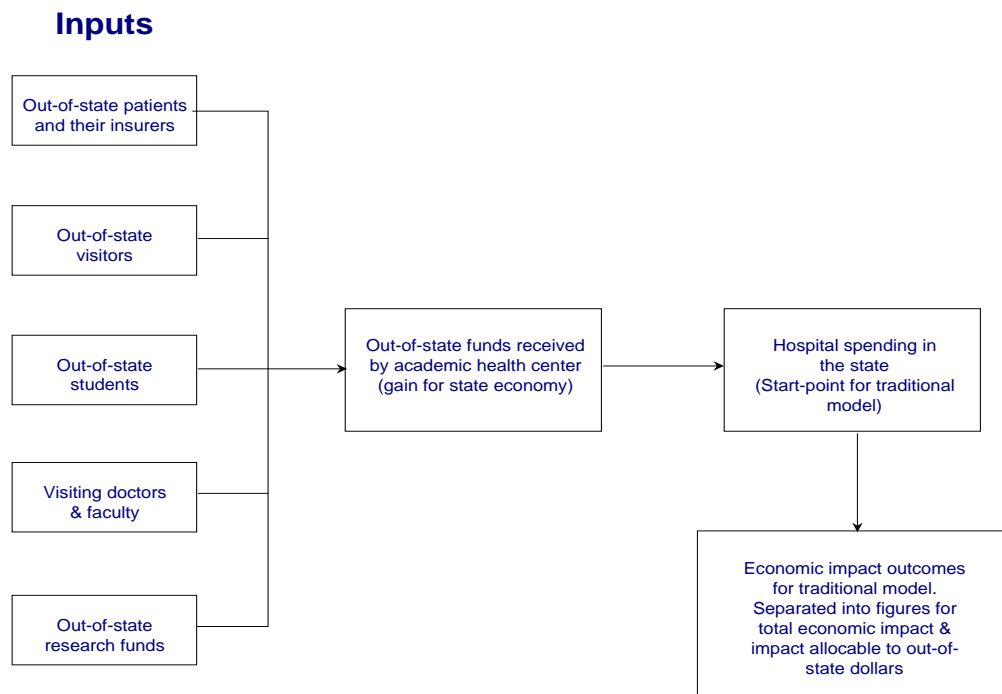 Inputs
Out-of-state patients
and their insurers
Out-of-state
visitors
Out-of-state
students
Visiting doctors
& faculty
Out-of-state
research funds
Out-of-state funds received
by academic health center
(gain for state economy)
Hospital spending in
the state
(Start-point for traditional
model)
Economic impact outcomes
for traditional model.
Separated into figures for
total economic impact &
impact allocable to out-of-
state dollars